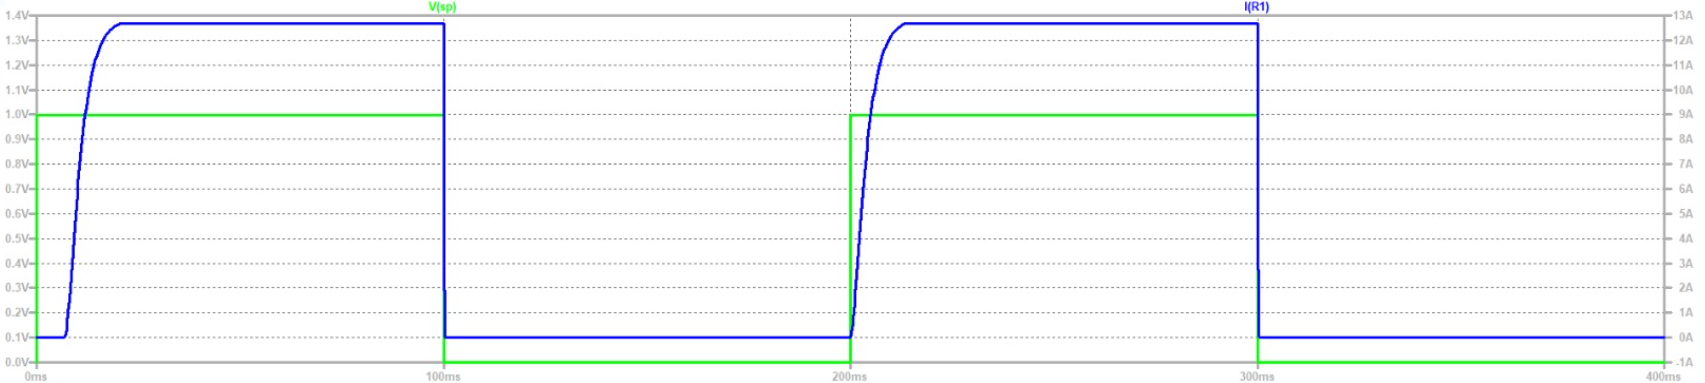 V(sp) I(R1)
1.4V 13A
1.3V 12A
1.2V 11A
1.1V 10A
1.0V 9A
0.9V 8A
0.8V 7A
0.7V 6A
0.6V 5A
0.5V 4A
0.4V 3A
0.3V 2A
0.2V 1A
0.1V 0A
0.0V -1A
0ms 100ms 200ms 300ms 400ms